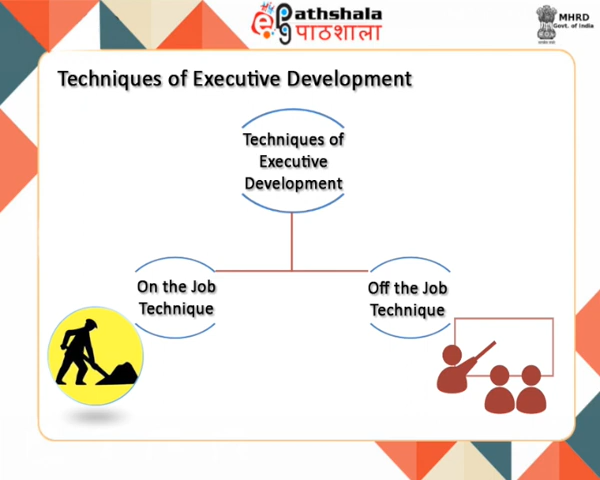 Pathshala
पाठशाला
MHRD
Govt. of India
Techniques of Executive Development
Techniques of
Executive
Development
On the Job
Technique
Off the Job
Technique